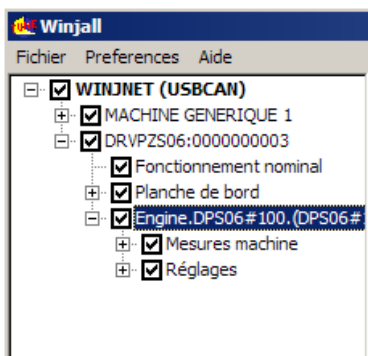 Winjall
Fichier Preferences Aide
WINJNET (USBCAN)
MACHINE GENERIQUE 1
DRVPZS06:0000000003
Fonctionnement nominal
Planche de bord
Engine.DPS06#100.(DPS06#1
Mesures machine
Réglages